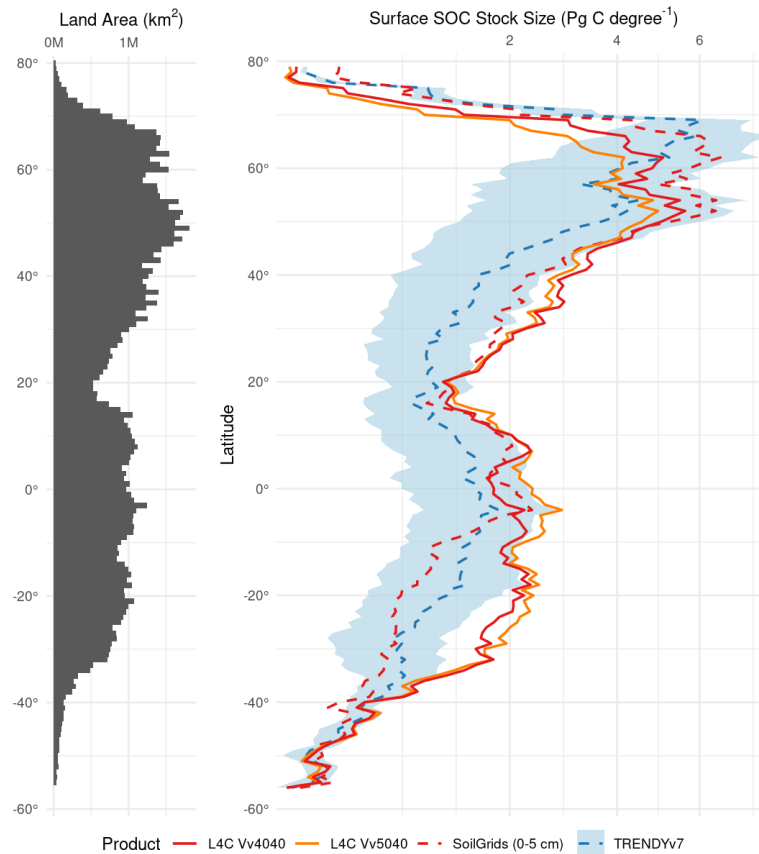 Land Area (km²)
0M 1M
80°
60°
40°
20°
0°
-20°
-40°
-60°
Surface SOC Stock Size (Pg C degree⁻¹)
2 4 6
80°
60°
40°
20°
0°
-20°
-40°
-60°
Latitude
Product L4C Vv4040 L4C Vv5040 SoilGrids (0-5 cm) TRENDYv7